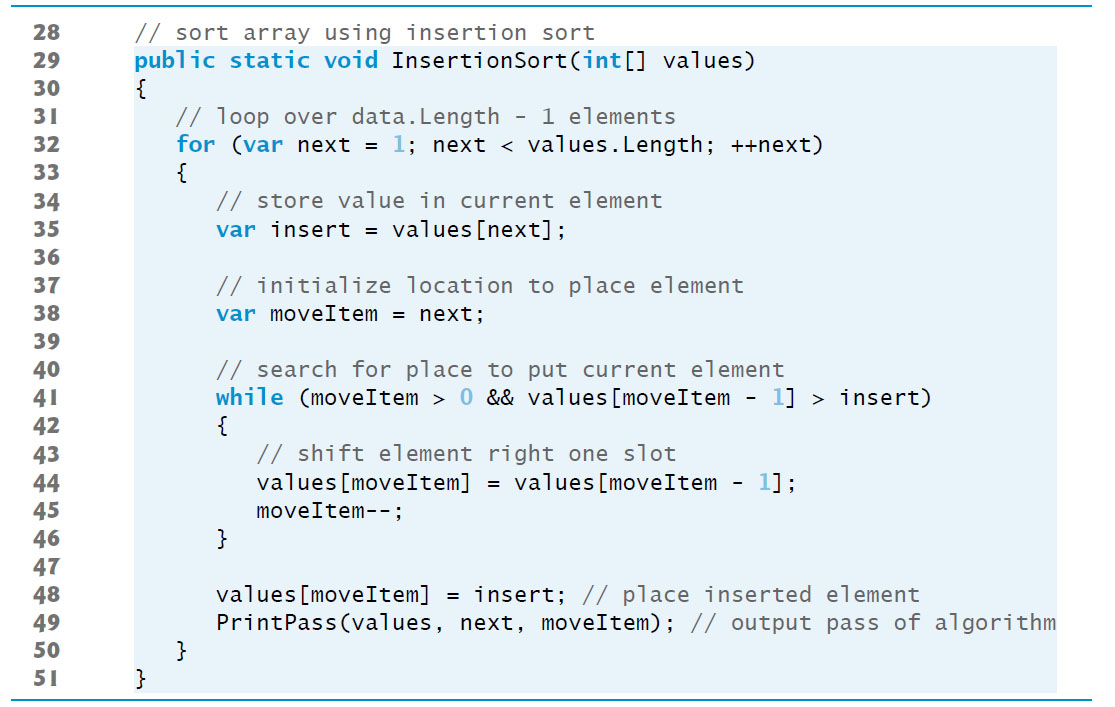 28 // sort array using insertion sort
29 public static void InsertionSort(int[] values)
30 {
31 // loop over data.Length - 1 elements
32 for (var next = 1; next < values.Length; ++next)
33 {
34 // store value in current element
35 var insert = values[next];
36
37 // initialize location to place element
38 var moveItem = next;
39
40 // search for place to put current element
41 while (moveItem > 0 && values[moveItem - 1] > insert)
42 {
43 // shift element right one slot
44 values[moveItem] = values[moveItem - 1];
45 moveItem--;
46 }
47
48 values[moveItem] = insert; // place inserted element
49 PrintPass(values, next, moveItem); // output pass of algorithm
50 }
51 }